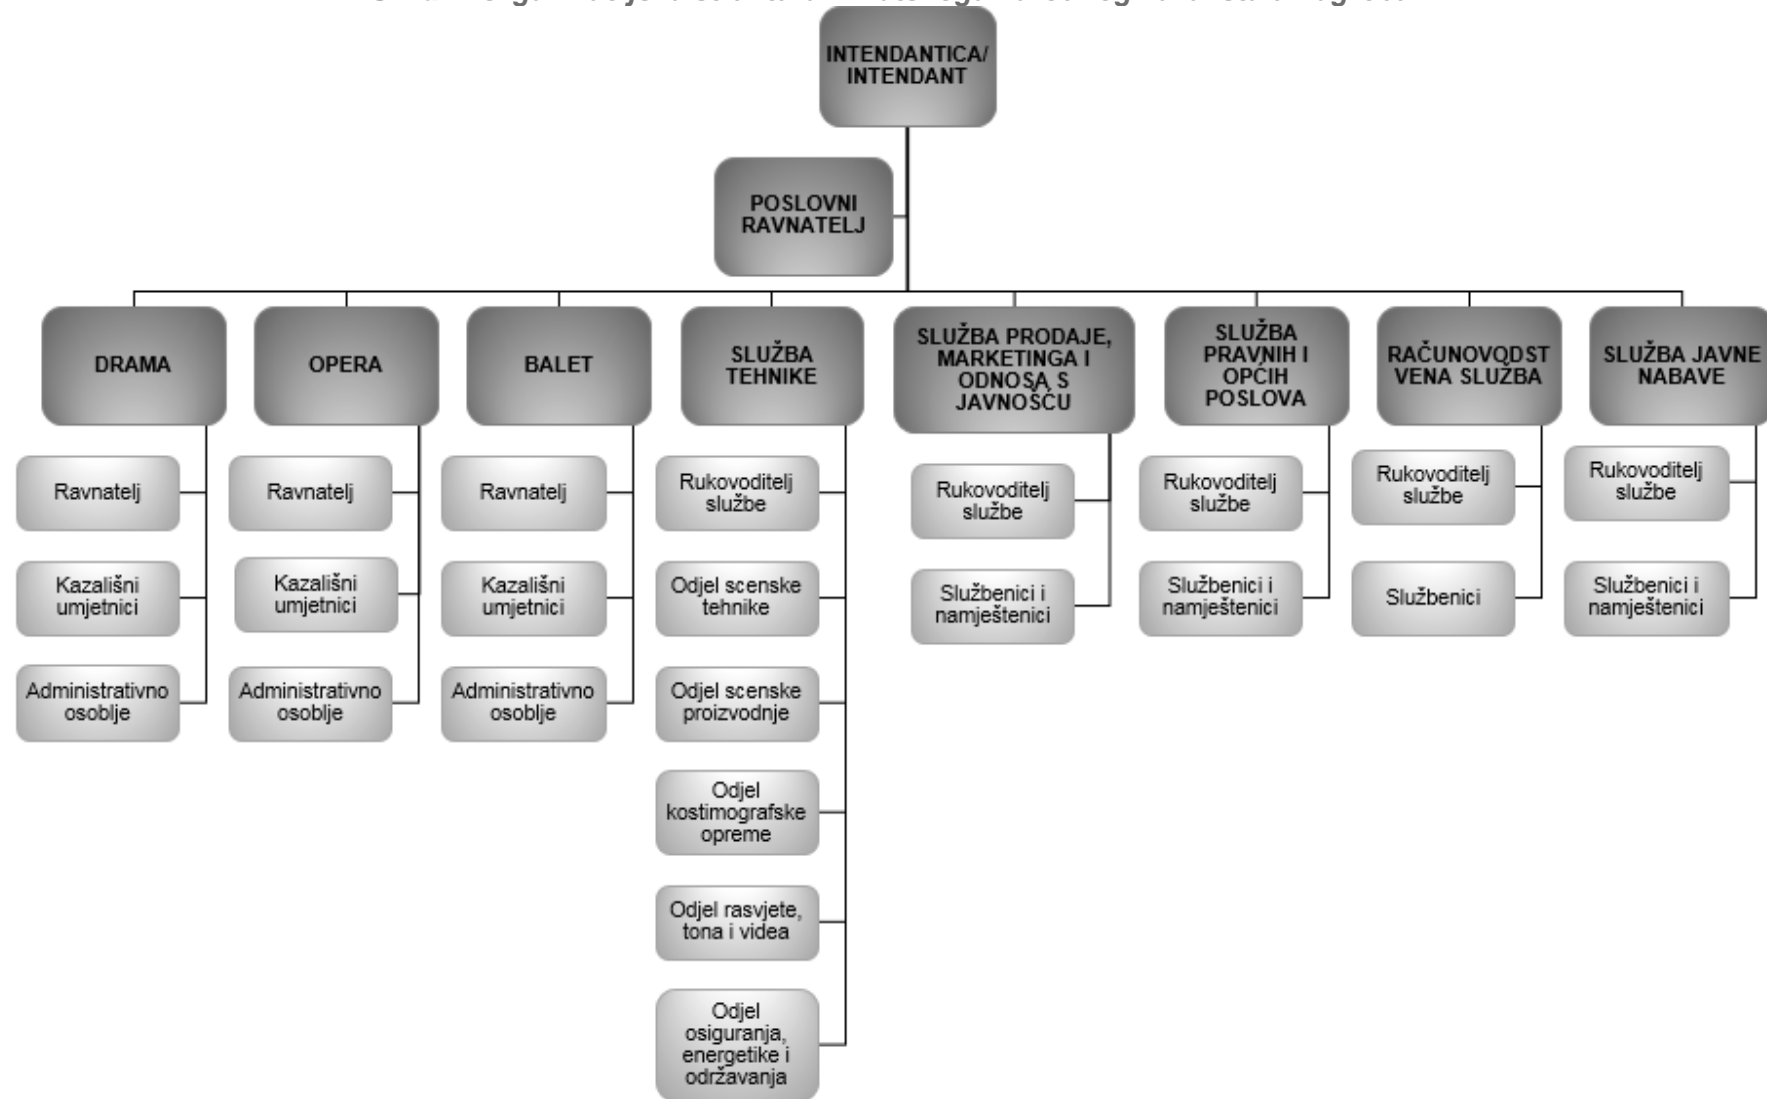 INTENDANTICA/
INTENDANT
POSLOVNI
RAVNATELJ
DRAMA
OPERA
BALET
SLUŽBA
TEHNIKE
SLUŽBA PRODAJE,
MARKETINGA I
ODNOSA S
JAVNOŠĆU
SLUŽBA
PRAVNIH I
OPĆIH
POSLOVA
RAČUNOVODST
VENA SLUŽBA
SLUŽBA JAVNE
NABAVE
Ravnatelj
Kazališni
umjetnici
Administrativno
osoblje
Ravnatelj
Kazališni
umjetnici
Administrativno
osoblje
Ravnatelj
Kazališni
umjetnici
Administrativno
osoblje
Rukovoditelj
službe
Odjel scenske
tehnike
Odjel scenske
proizvodnje
Odjel
kostimografske
opreme
Odjel rasvjete,
tona i videa
Odjel
osiguranja,
energetike i
održavanja
Rukovoditelj
službe
Službenici i
namještenici
Rukovoditelj
službe
Službenici i
namještenici
Rukovoditelj
službe
Službenici
Rukovoditelj
službe
Službenici i
namještenici